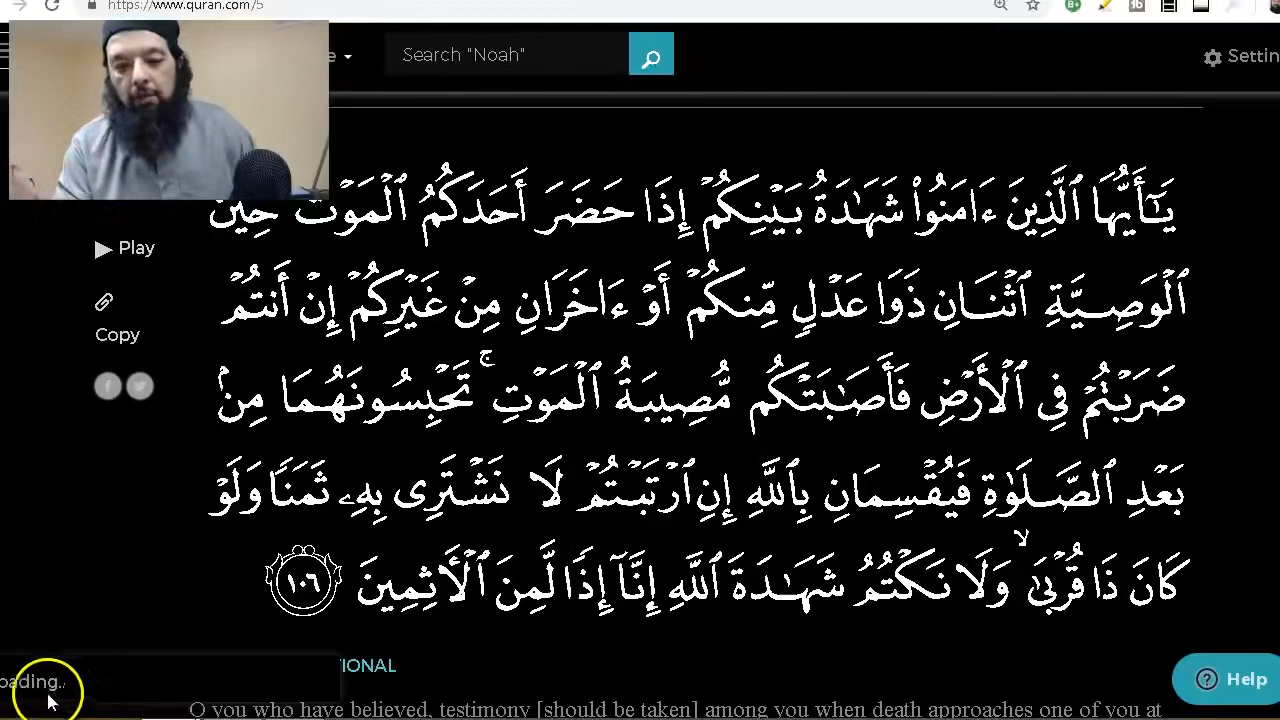 https://www.quran.com/5
e
Search "Noah"
Settin
يَـٰٓأَيُّهَا ٱلَّذِينَ ءَامَنُوا۟ شَهَـٰدَةُ بَيْنِكُمْ إِذَا حَضَرَ أَحَدَكُمُ ٱلْمَوْتُ حِينَ
ٱلْوَصِيَّةِ ٱثْنَانِ ذَوَا عَدْلٍ مِّنكُمْ أَوْ ءَاخَرَانِ مِنْ غَيْرِكُمْ إِنْ أَنتُمْ
ضَرَبْتُمْ فِى ٱلْأَرْضِ فَأَصَـٰبَتْكُم مُّصِيبَةُ ٱلْمَوْتِ ۚ تَحْبِسُونَهُمَا مِنۢ
بَعْدِ ٱلصَّلَوٰةِ فَيُقْسِمَانِ بِٱللَّهِ إِنِ ٱرْتَبْتُمْ لَا نَشْتَرِى بِهِۦ ثَمَنًا وَلَوْ
كَانَ ذَا قُرْبَىٰ ۙ وَلَا نَكْتُمُ شَهَـٰدَةَ ٱللَّهِ إِنَّآ إِذًا لَّمِنَ ٱلْـَٔاثِمِينَ ١٠٦
Play
Copy
IONAL
oading..
Help
O you who have believed, testimony [should be taken] among you when death approaches one of you at